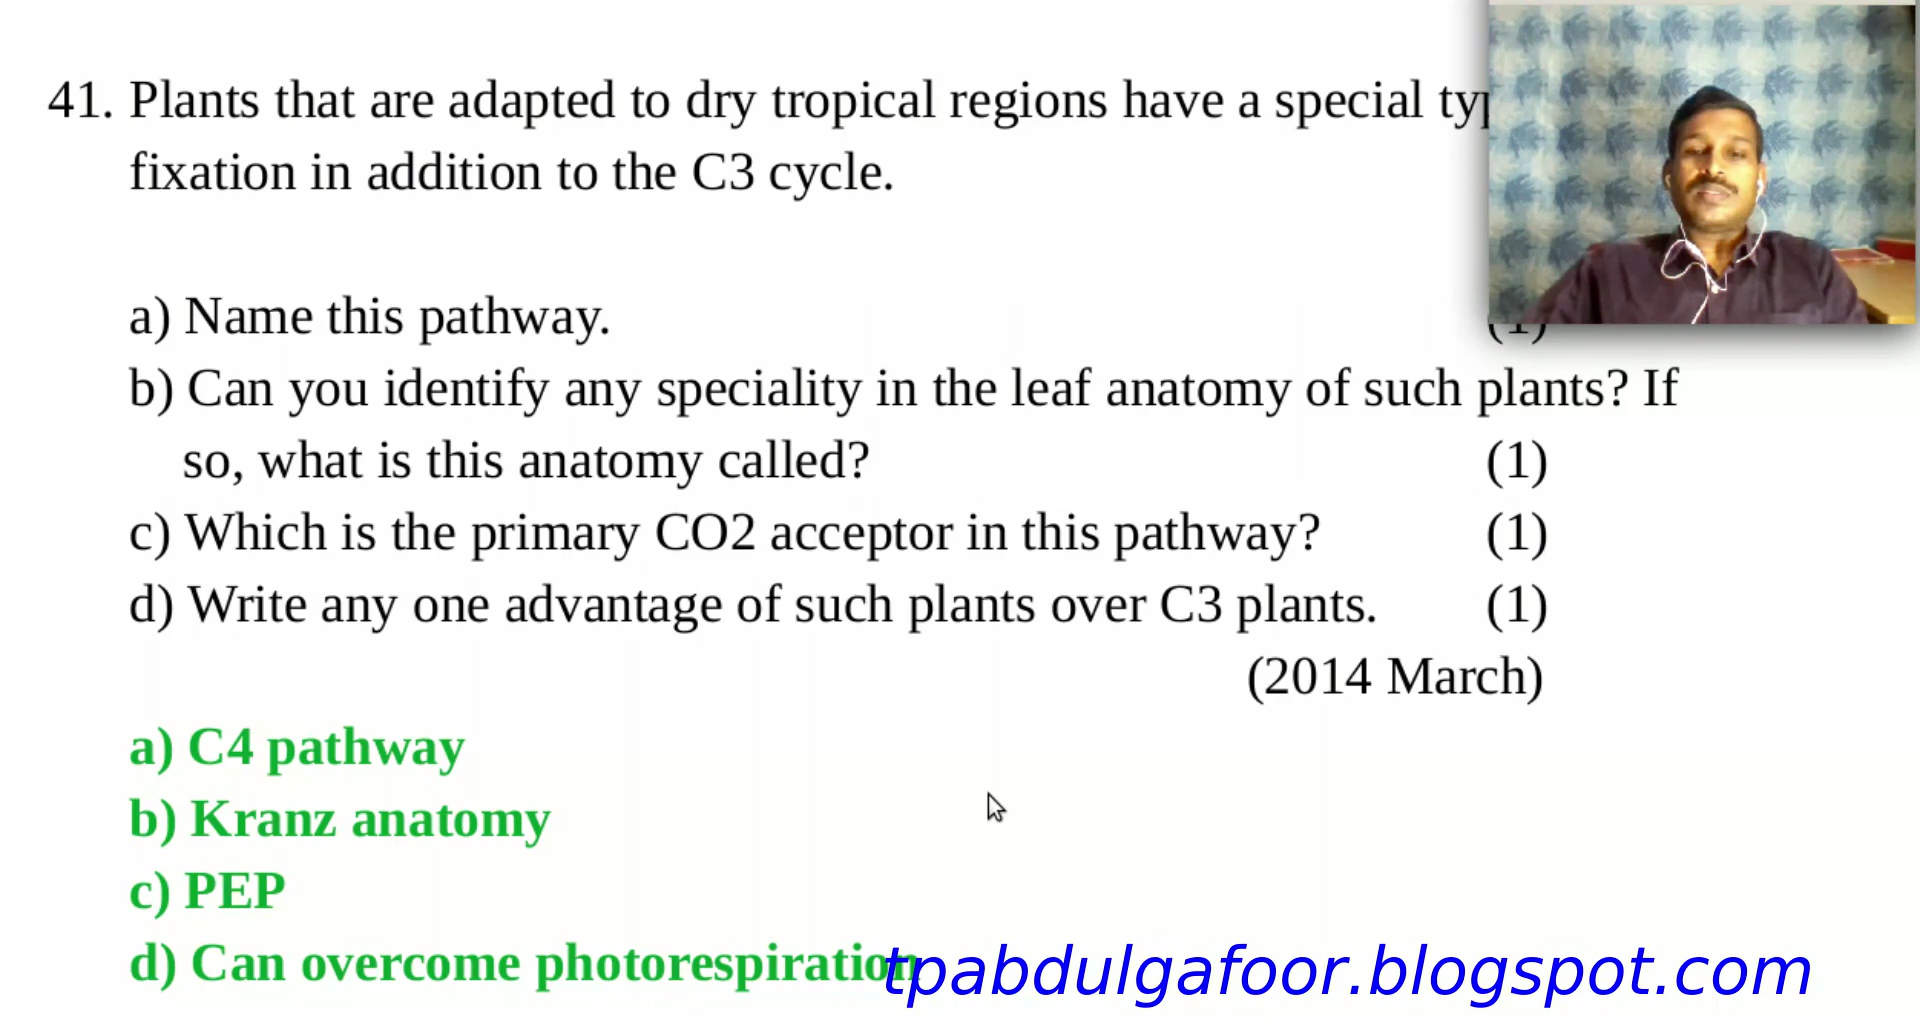 41. Plants that are adapted to dry tropical regions have a special
fixation in addition to the C3 cycle.
a) Name this pathway. (1)
b) Can you identify any speciality in the leaf anatomy of such plants? If
so, what is this anatomy called? (1)
c) Which is the primary CO2 acceptor in this pathway? (1)
d) Write any one advantage of such plants over C3 plants. (1)
(2014 March)
a) C4 pathway
b) Kranz anatomy
c) PEP
d) Can overcome photorespiration
tpabdulgafoor.blogspot.com